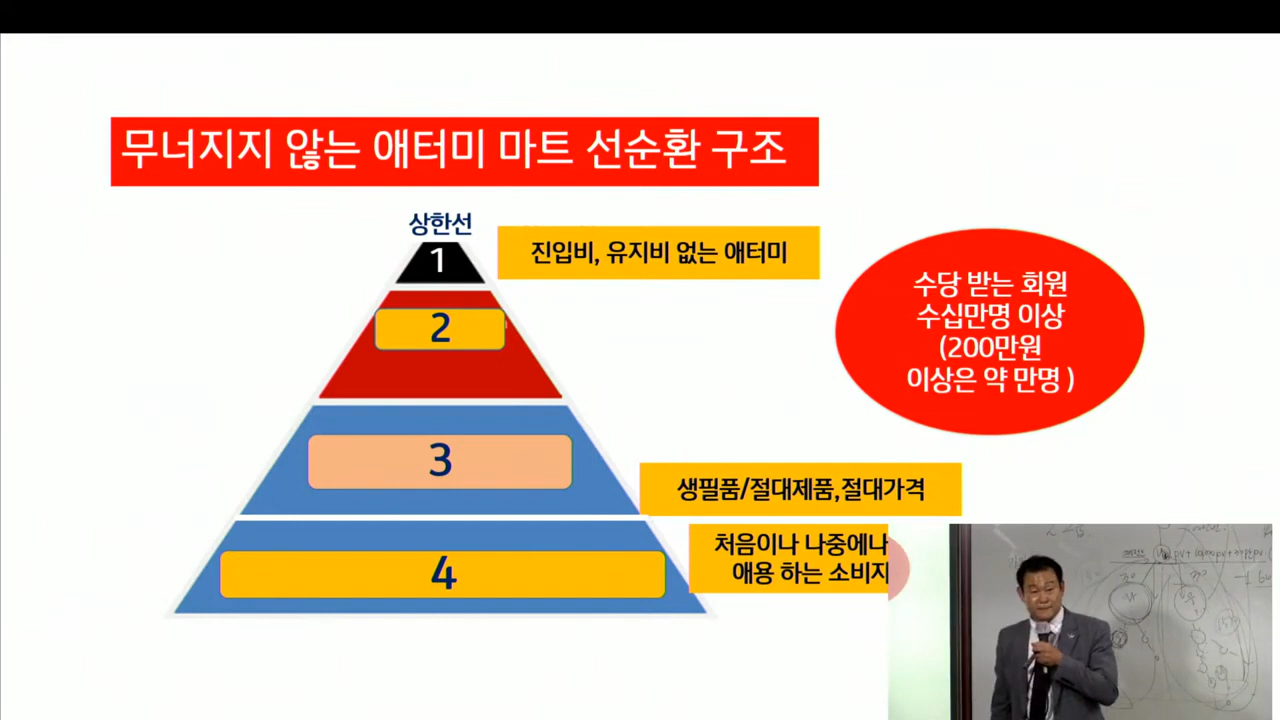 무너지지 않는 애터미 마트 선순환 구조
상한선
1
진입비, 유지비 없는 애터미
2
수당 받는 회원
수십만명 이상
(200만원
이상은 약 만명 )
3
생필품/절대제품,절대가격
처음이나 나중에나
애용 하는 소비자
4